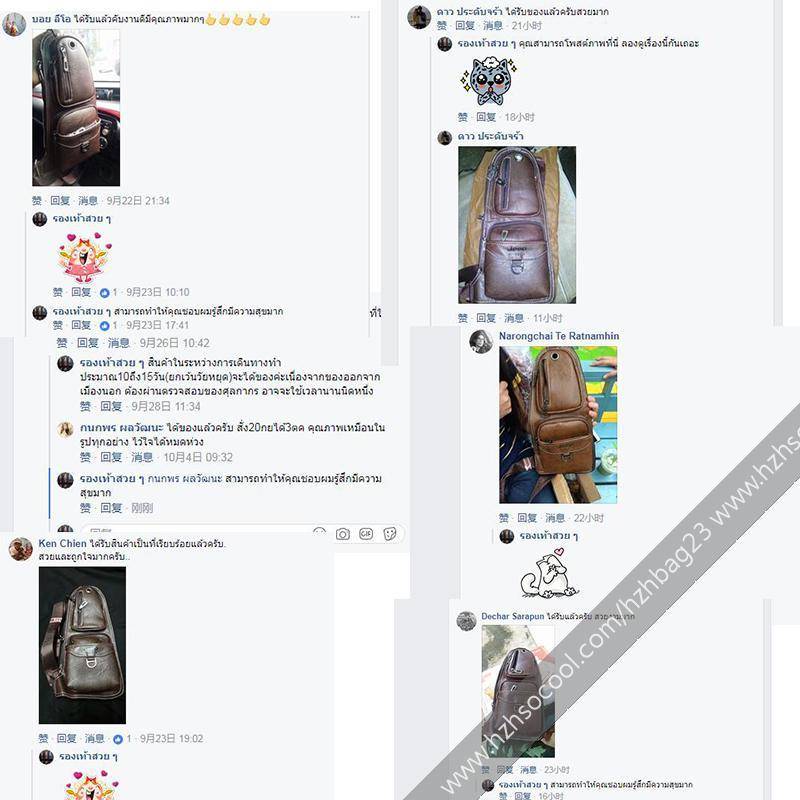 บอย ลีโอ ได้รับแล้วคับงานดีมีคุณภาพมากๆ👍👍👍👍👍
赞 · 回复 · 消息 · 9月22日 21:34
รองเท้าสวย ๆ
赞 · 回复 · 1 · 9月23日 10:10
รองเท้าสวย ๆ สามารถทำให้คุณชอบผมรู้สึกมีความสุขมาก
赞 · 回复 · 1 · 9月23日 17:41
赞 · 回复 · 消息 · 9月26日 10:42
รองเท้าสวย ๆ สินค้าในระหว่างการเดินทางทำ
ประมาณ10ถึง15วัน(ยกเว้นวัยหยุด)จะได้ของค่ะเนื่องจากของออกจาก
เมืองนอก ต้องผ่านตรวจสอบของศุลกากร อาจจะใช้เวลานานนิดหนึ่ง
赞 · 回复 · 9月28日 11:34
กนกพร ผลวัฒนะ ได้ของแล้วครับ สั่ง20กยได้3ตค คุณภาพเหมือนใน
รูปทุกอย่าง ไว้ใจได้หมดห่วง
赞 · 回复 · 消息 · 10月4日 09:32
รองเท้าสวย ๆ กนกพร ผลวัฒนะ สามารถทำให้คุณชอบผมรู้สึกมีความ
สุขมาก
赞 · 回复 · 刚刚
GIF
Ken Chien ได้รับสินค้าเป็นที่เรียบร้อยแล้วครับ.
สวยและถูกใจมากครับ..
赞 · 回复 · 消息 · 1 · 9月23日 19:02
รองเท้าสวย ๆ
ดาว ประดับจร้า ได้รับของแล้วครับสวยมาก
赞 · 回复 · 消息 · 21小时
รองเท้าสวย ๆ คุณสามารถโพสต์ภาพที่นี่ ลองดูเรื่องนี้กันเถอะ
赞 · 回复 · 18小时
ดาว ประดับจร้า
Jeep
赞 · 回复 · 消息 · 11小时
Narongchai Te Ratnamhin
赞 · 回复 · 消息 · 22小时
รองเท้าสวย ๆ
Dechar Sarapun ได้รับแล้วครับ
赞 · 回复 · 消息 · 23小时
รองเท้าสวย ๆ สามารถทำให้คุณชอบผมรู้สึกมีความสุขมาก
赞 · 回复 · 16小时
www.hzhsocool.com/hzhbag23 www.hzhs